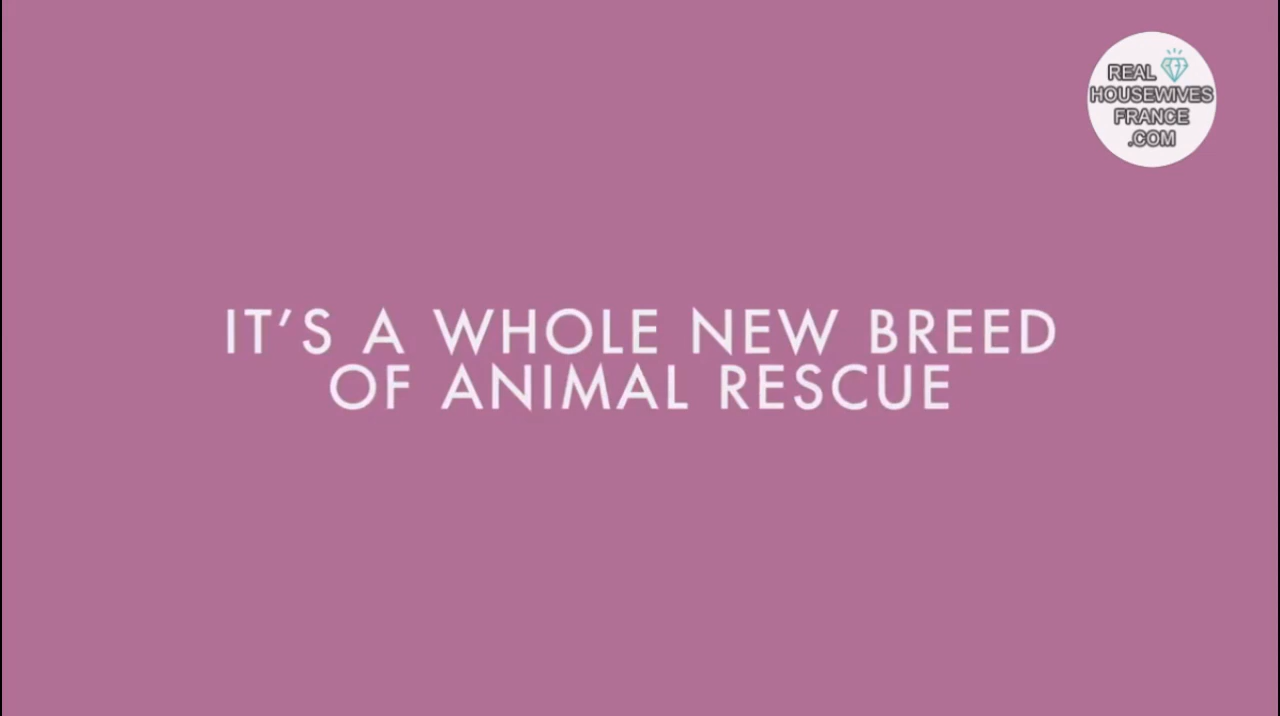 REAL
HOUSEWIVES
FRANCE
.COM
IT’S A WHOLE NEW BREED
OF ANIMAL RESCUE